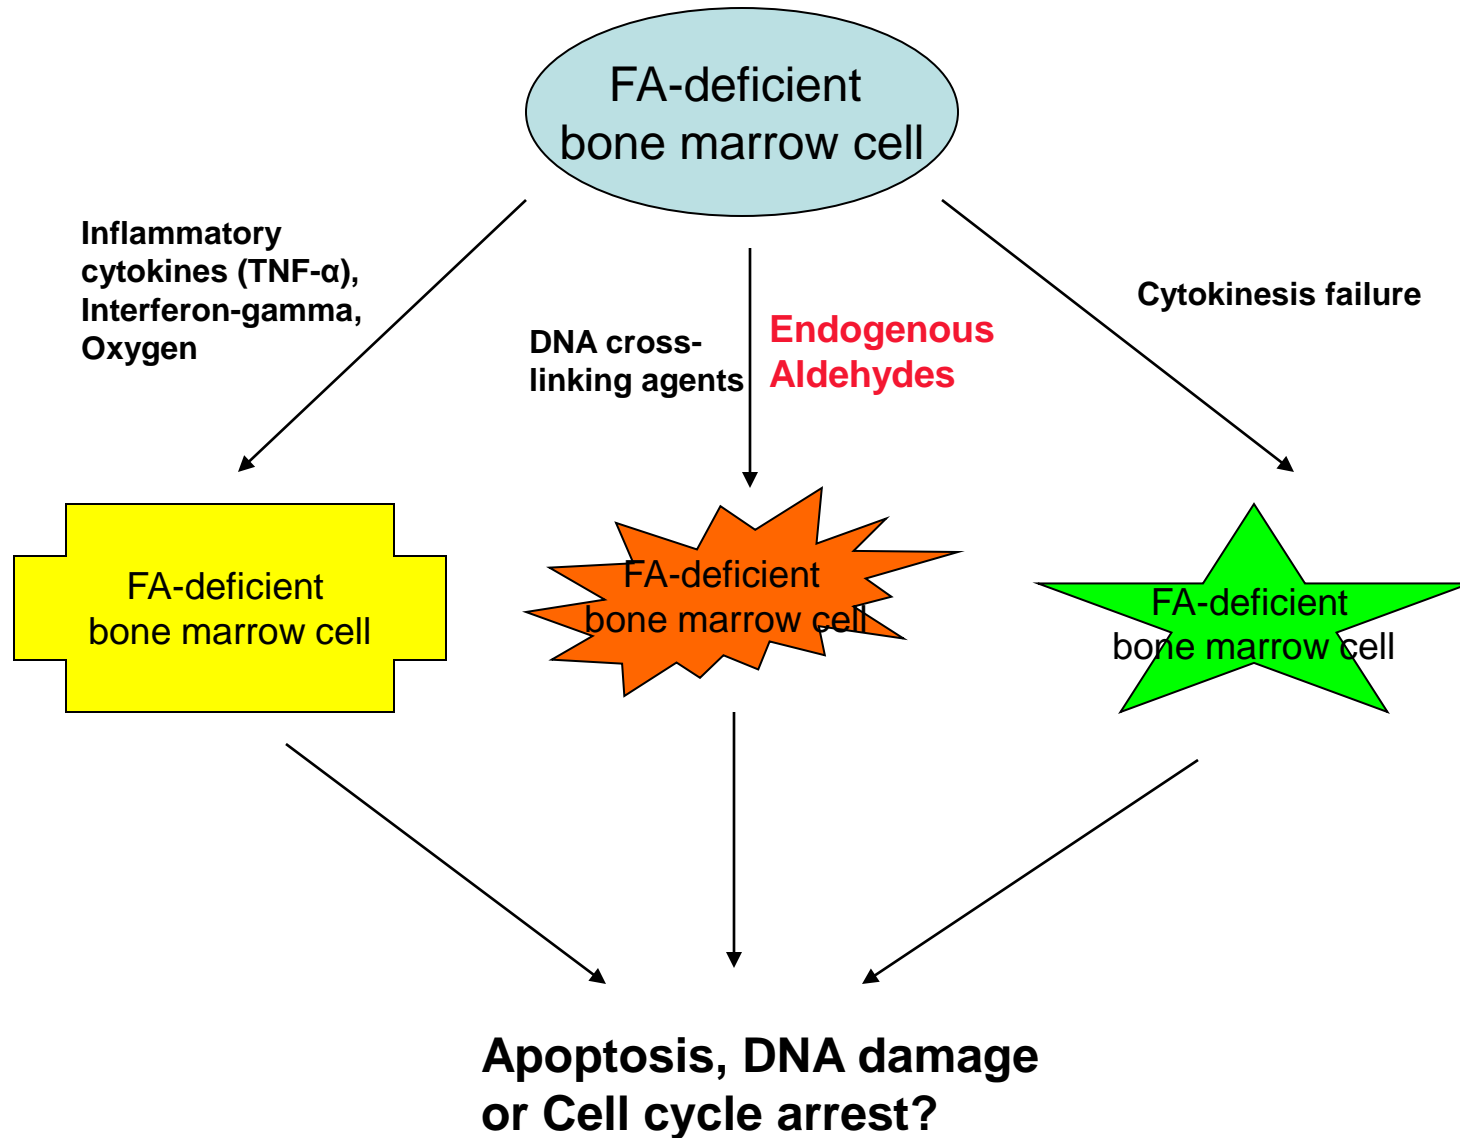 FA-deficient
bone marrow cell
Inflammatory
cytokines (TNF-α),
Interferon-gamma,
Oxygen
DNA cross-
linking agents
Endogenous
Aldehydes
Cytokinesis failure
FA-deficient
bone marrow cell
FA-deficient
bone marrow cell
FA-deficient
bone marrow cell
Apoptosis, DNA damage
or Cell cycle arrest?